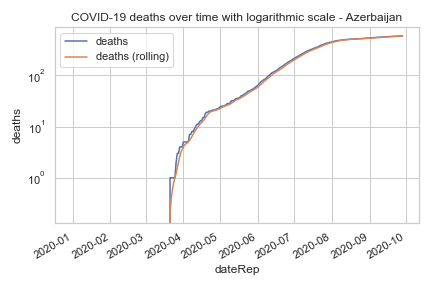 COVID-19 deaths over time with logarithmic scale - Azerbaijan
deaths
deaths (rolling)
10²
10¹
10⁰
deaths
2020-01
2020-02
2020-03
2020-04
2020-05
2020-06
2020-07
2020-08
2020-09
2020-10
dateRep